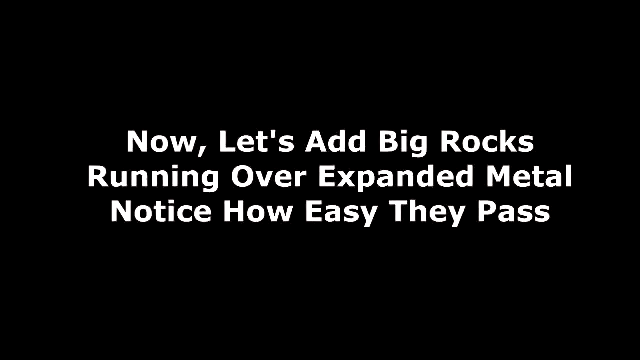 Now, Let's Add Big Rocks
Running Over Expanded Metal
Notice How Easy They Pass